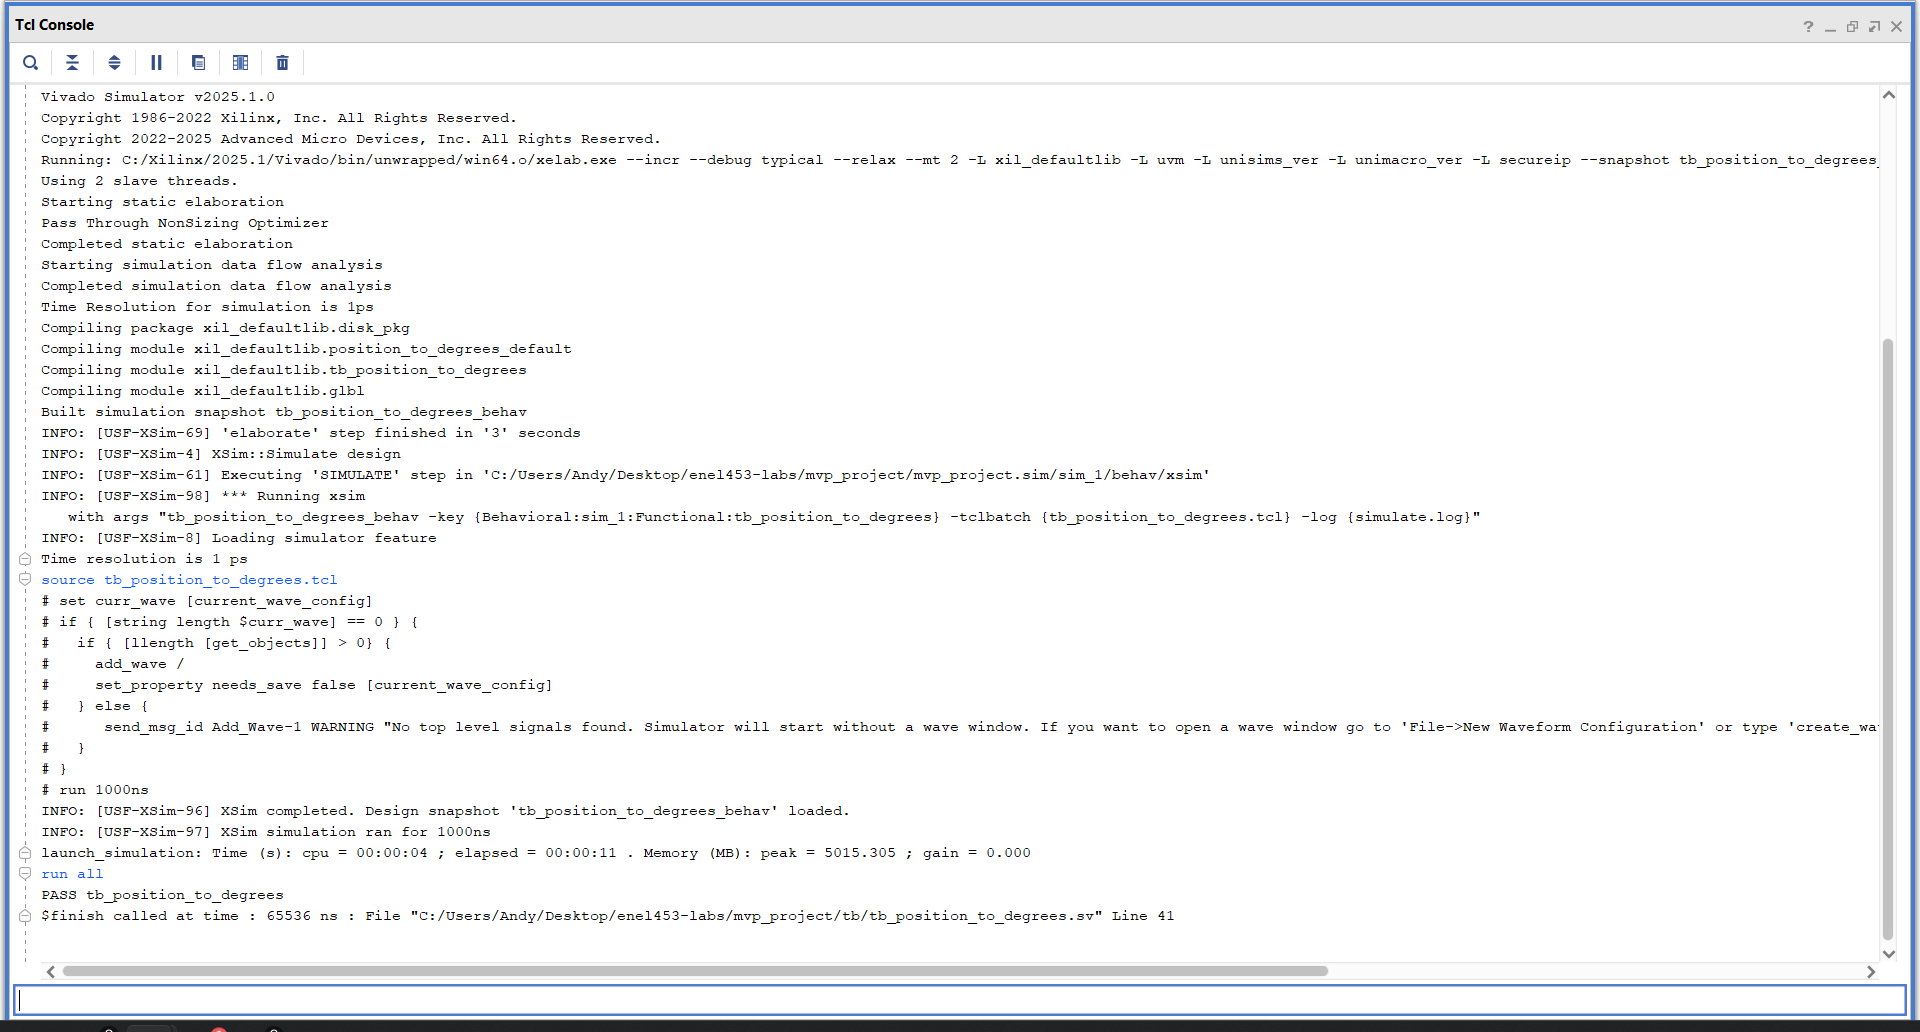 Tcl Console
Vivado Simulator v2025.1.0
Copyright 1986-2022 Xilinx, Inc. All Rights Reserved.
Copyright 2022-2025 Advanced Micro Devices, Inc. All Rights Reserved.
Running: C:/Xilinx/2025.1/Vivado/bin/unwrapped/win64.o/xelab.exe --incr --debug typical --relax --mt 2 -L xil_defaultlib -L uvm -L unisims_ver -L unimacro_ver -L secureip --snapshot tb_position_to_degrees_
Using 2 slave threads.
Starting static elaboration
Pass Through NonSizing Optimizer
Completed static elaboration
Starting simulation data flow analysis
Completed simulation data flow analysis
Time Resolution for simulation is 1ps
Compiling package xil_defaultlib.disk_pkg
Compiling module xil_defaultlib.position_to_degrees_default
Compiling module xil_defaultlib.tb_position_to_degrees
Compiling module xil_defaultlib.glbl
Built simulation snapshot tb_position_to_degrees_behav
INFO: [USF-XSim-69] 'elaborate' step finished in '3' seconds
INFO: [USF-XSim-4] XSim::Simulate design
INFO: [USF-XSim-61] Executing 'SIMULATE' step in 'C:/Users/Andy/Desktop/enel453-labs/mvp_project/mvp_project.sim/sim_1/behav/xsim'
INFO: [USF-XSim-98] *** Running xsim
   with args "tb_position_to_degrees_behav -key {Behavioral:sim_1:Functional:tb_position_to_degrees} -tclbatch {tb_position_to_degrees.tcl} -log {simulate.log}"
INFO: [USF-XSim-8] Loading simulator feature
Time resolution is 1 ps
source tb_position_to_degrees.tcl
# set curr_wave [current_wave_config]
# if { [string length $curr_wave] == 0 } {
#   if { [llength [get_objects]] > 0} {
#     add_wave /
#     set_property needs_save false [current_wave_config]
#   } else {
#      send_msg_id Add_Wave-1 WARNING "No top level signals found. Simulator will start without a wave window. If you want to open a wave window go to 'File->New Waveform Configuration' or type 'create_wa
#   }
# }
# run 1000ns
INFO: [USF-XSim-96] XSim completed. Design snapshot 'tb_position_to_degrees_behav' loaded.
INFO: [USF-XSim-97] XSim simulation ran for 1000ns
launch_simulation: Time (s): cpu = 00:00:04 ; elapsed = 00:00:11 . Memory (MB): peak = 5015.305 ; gain = 0.000
run all
PASS tb_position_to_degrees
$finish called at time : 65536 ns : File "C:/Users/Andy/Desktop/enel453-labs/mvp_project/tb/tb_position_to_degrees.sv" Line 41